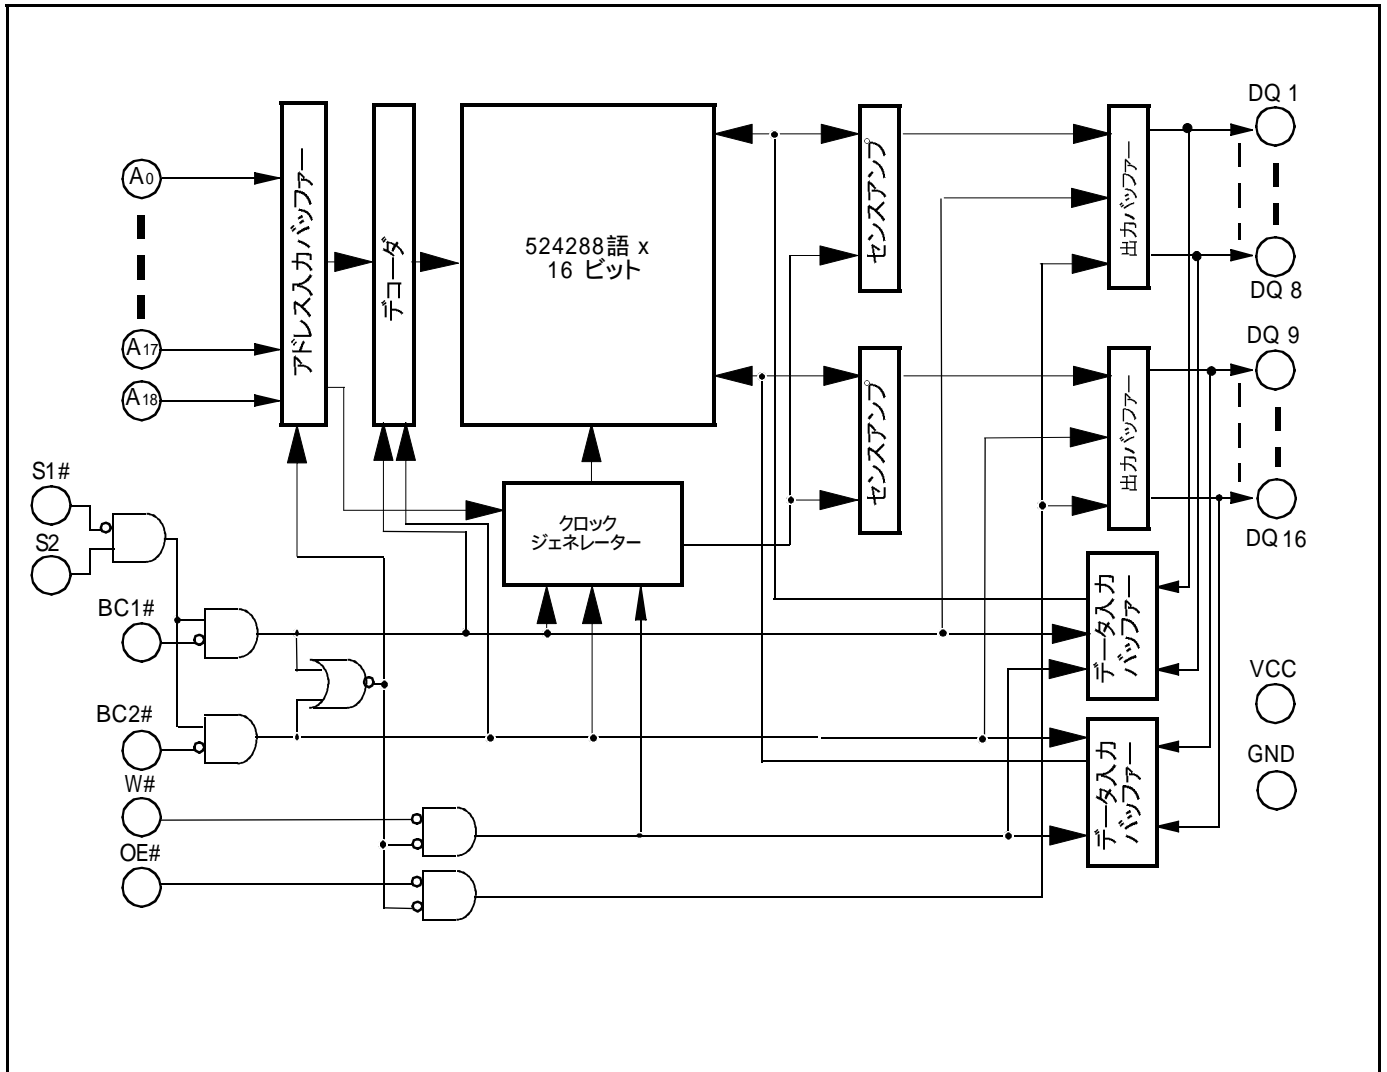 A0
A17
A18
S1#
S2
BC1#
BC2#
W#
OE#
アドレス入力バッファー
デコーダ
524288語 x
16 ビット
クロック
ジェネレーター
センスアンプ
センスアンプ
出力バッファー
出力バッファー
データ入力
バッファー
データ入力
バッファー
DQ 1
DQ 8
DQ 9
DQ 16
VCC
GND